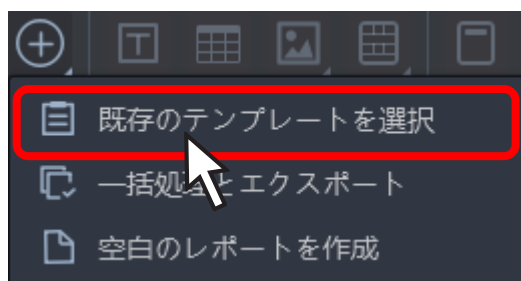 既存のテンプレートを選択
一括処理とエクスポート
空白のレポートを作成